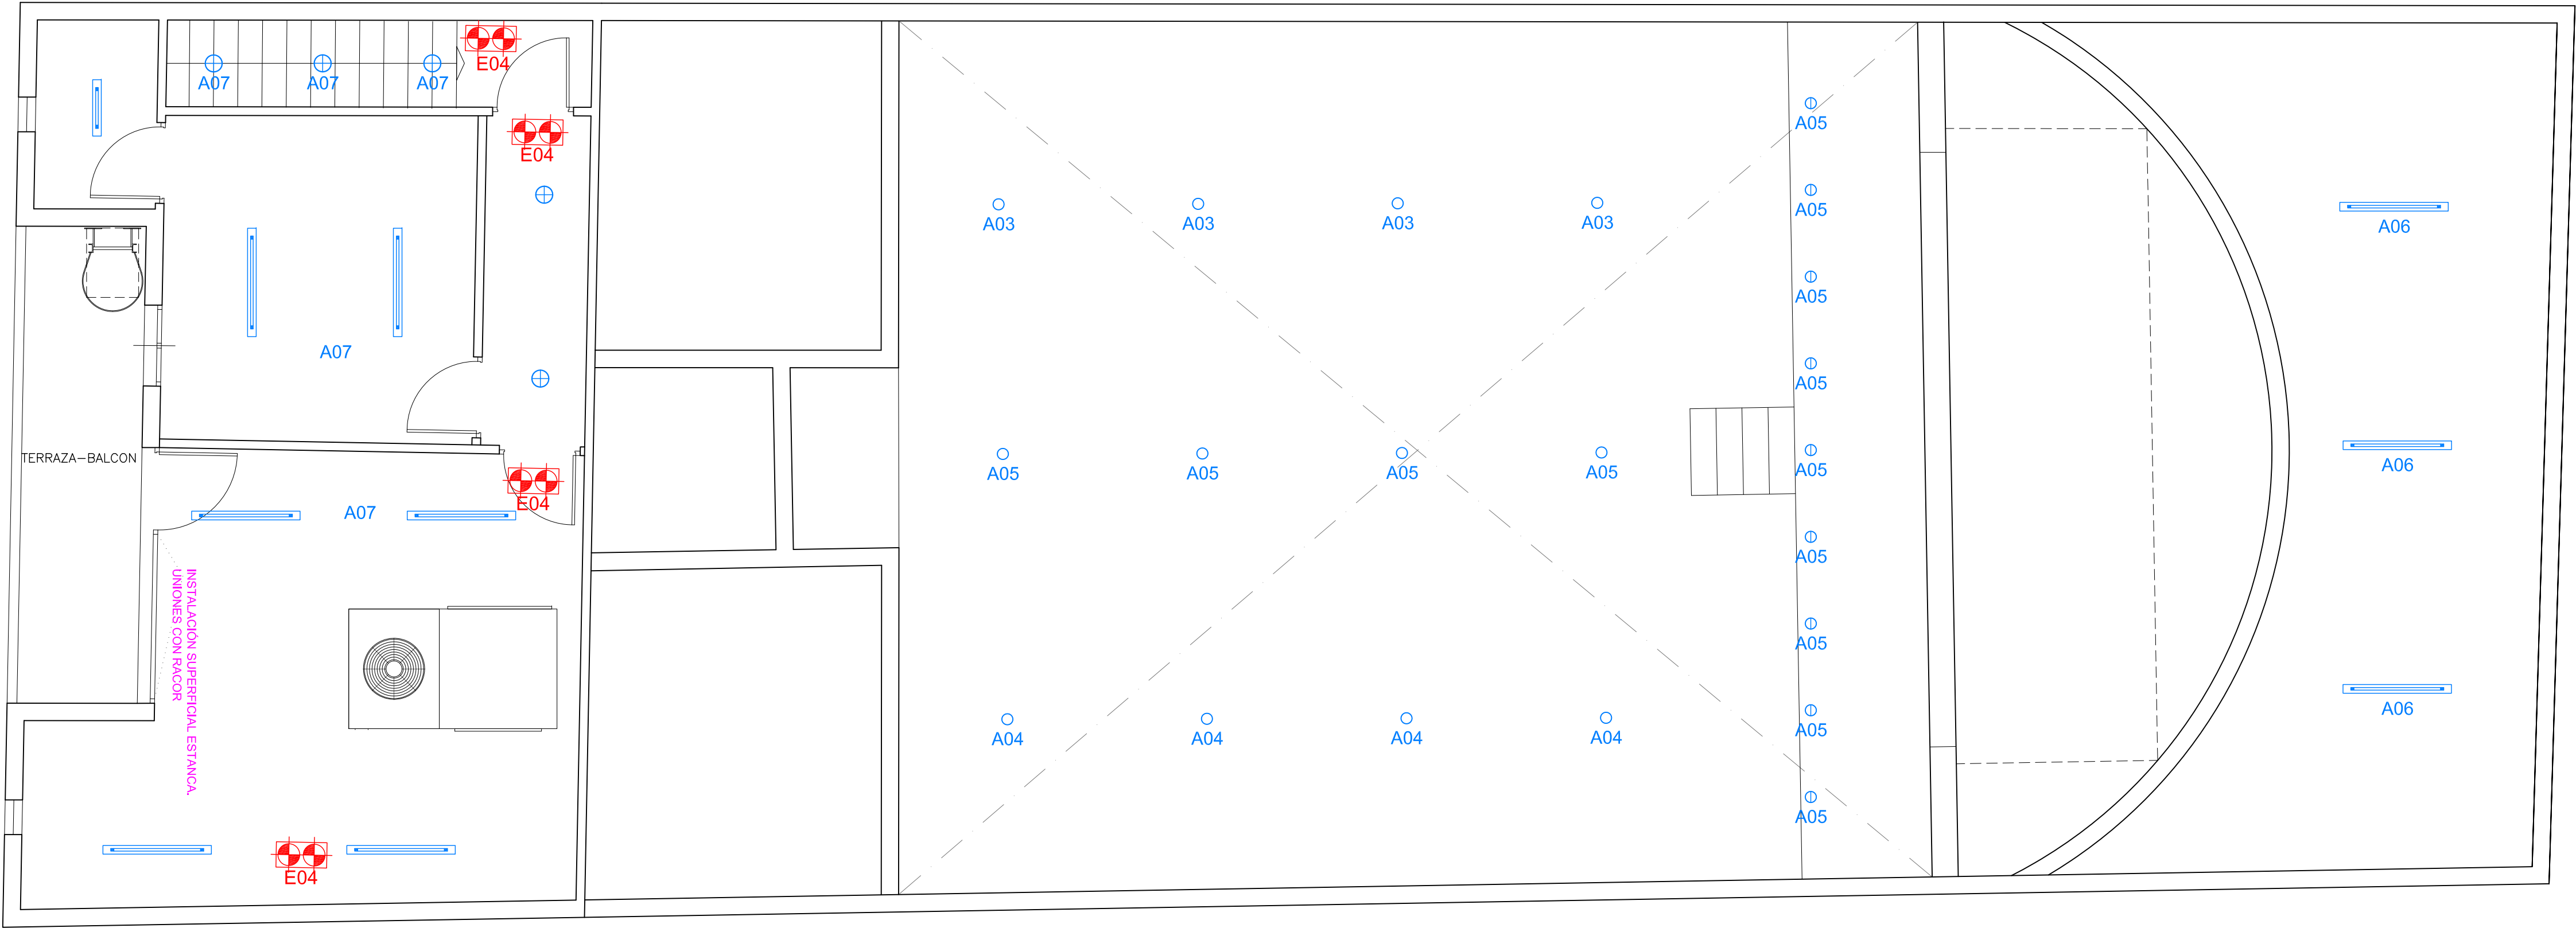 E04
A07 A07 A07
E04
A07
TERRAZA-BALCON
A07
E04
INSTALACIÓN SUPERFICIAL ESTANCA.
UNIONES CON RACOR
E04
A03 A03 A03 A03
A05 A05 A05 A05
A04 A04 A04 A04
A05
A05
A05
A05
A05
A05
A05
A05
A05
A06
A06
A06